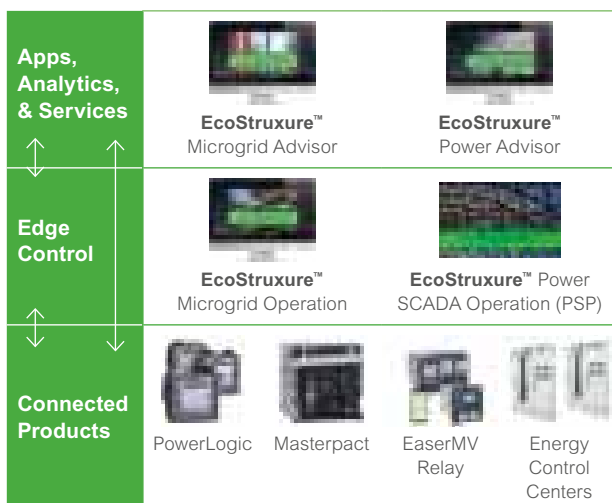 Apps,
Analytics,
& Services
EcoStruxure™
Microgrid Advisor
EcoStruxure™
Power Advisor
Edge
Control
EcoStruxure™
Microgrid Operation
EcoStruxure™ Power
SCADA Operation (PSP)
Connected
Products
PowerLogic
Masterpact
EaserMV
Relay
Energy
Control
Centers